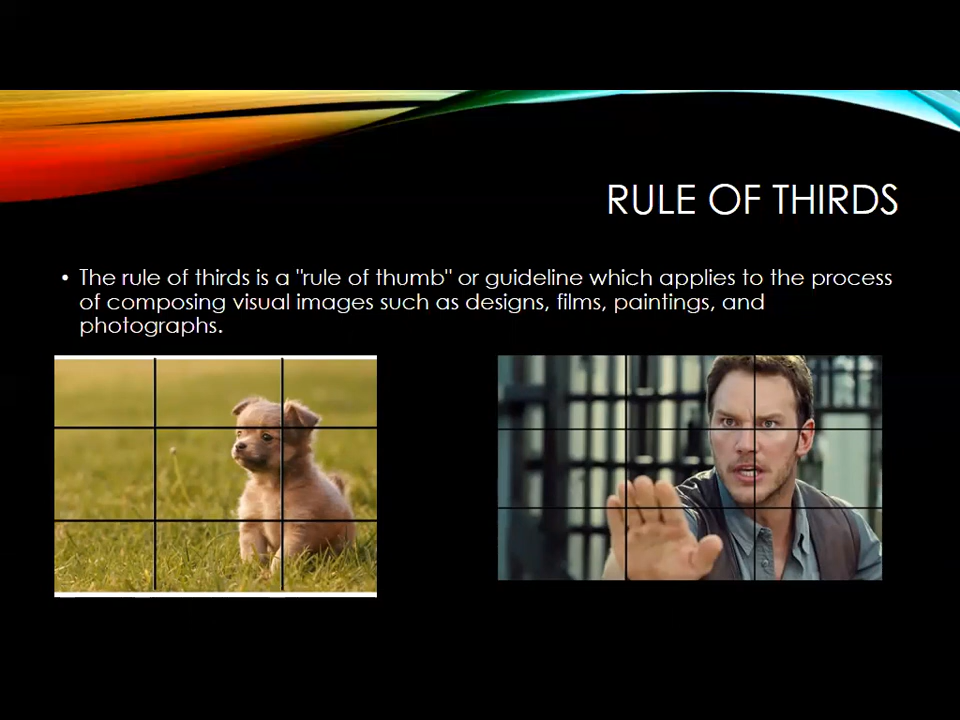 RULE OF THIRDS
• The rule of thirds is a "rule of thumb" or guideline which applies to the process
of composing visual images such as designs, films, paintings, and
photographs.